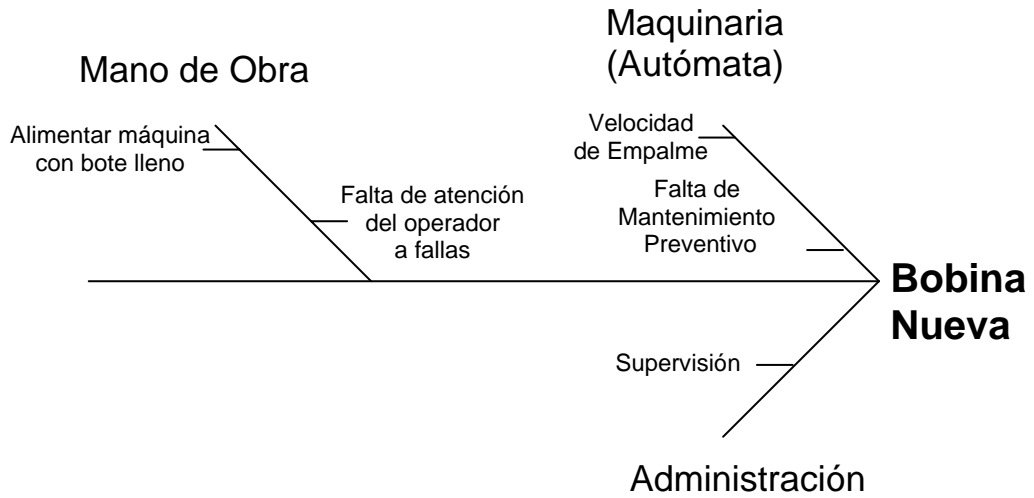 Maquinaria
(Autómata)
Mano de Obra
Alimentar máquina
con bote lleno
Velocidad
de Empalme
Falta de atención
del operador
a fallas
Falta de
Mantenimiento
Preventivo
Bobina
Nueva
Supervisión
Administración